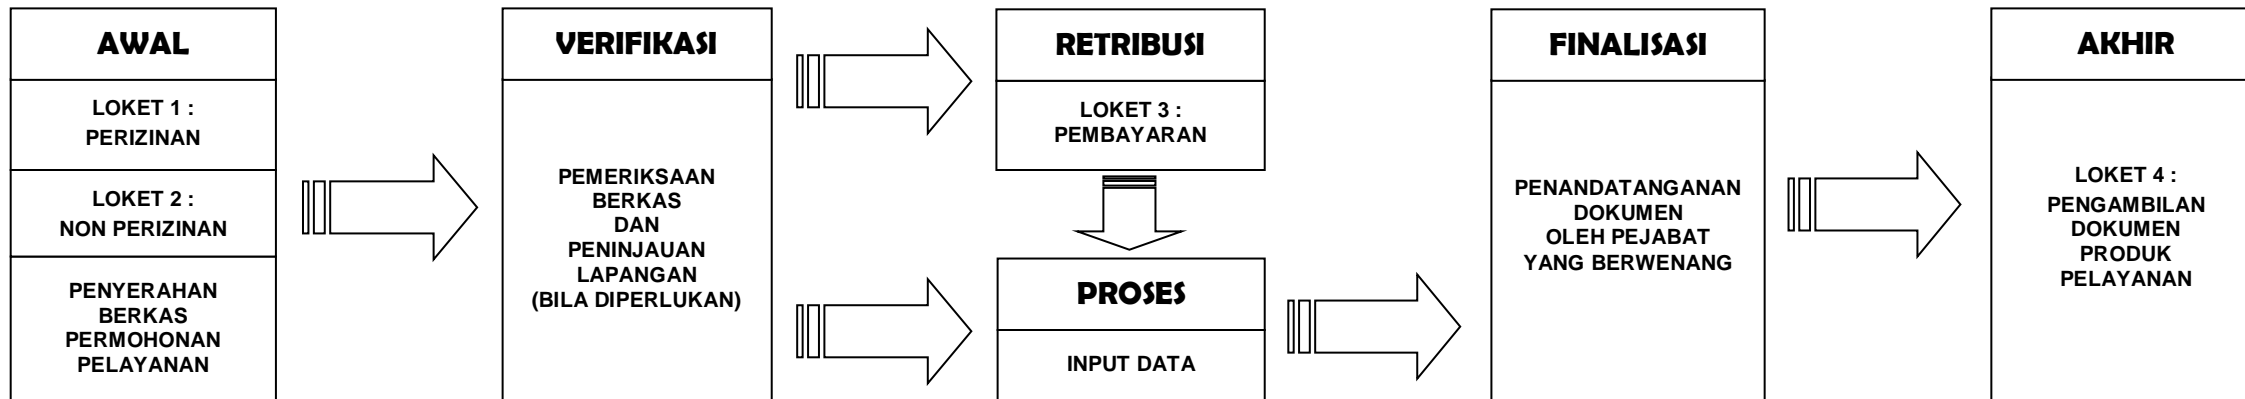 AWAL
LOKET 1 :
PERIZINAN
LOKET 2 :
NON PERIZINAN
PENYERAHAN
BERKAS
PERMOHONAN
PELAYANAN
VERIFIKASI
PEMERIKSAAN
BERKAS
DAN
PENINJAUAN
LAPANGAN
(BILA DIPERLUKAN)
RETRIBUSI
LOKET 3 :
PEMBAYARAN
PROSES
INPUT DATA
FINALISASI
PENANDATANGANAN
DOKUMEN
OLEH PEJABAT
YANG BERWENANG
AKHIR
LOKET 4 :
PENGAMBILAN
DOKUMEN
PRODUK
PELAYANAN